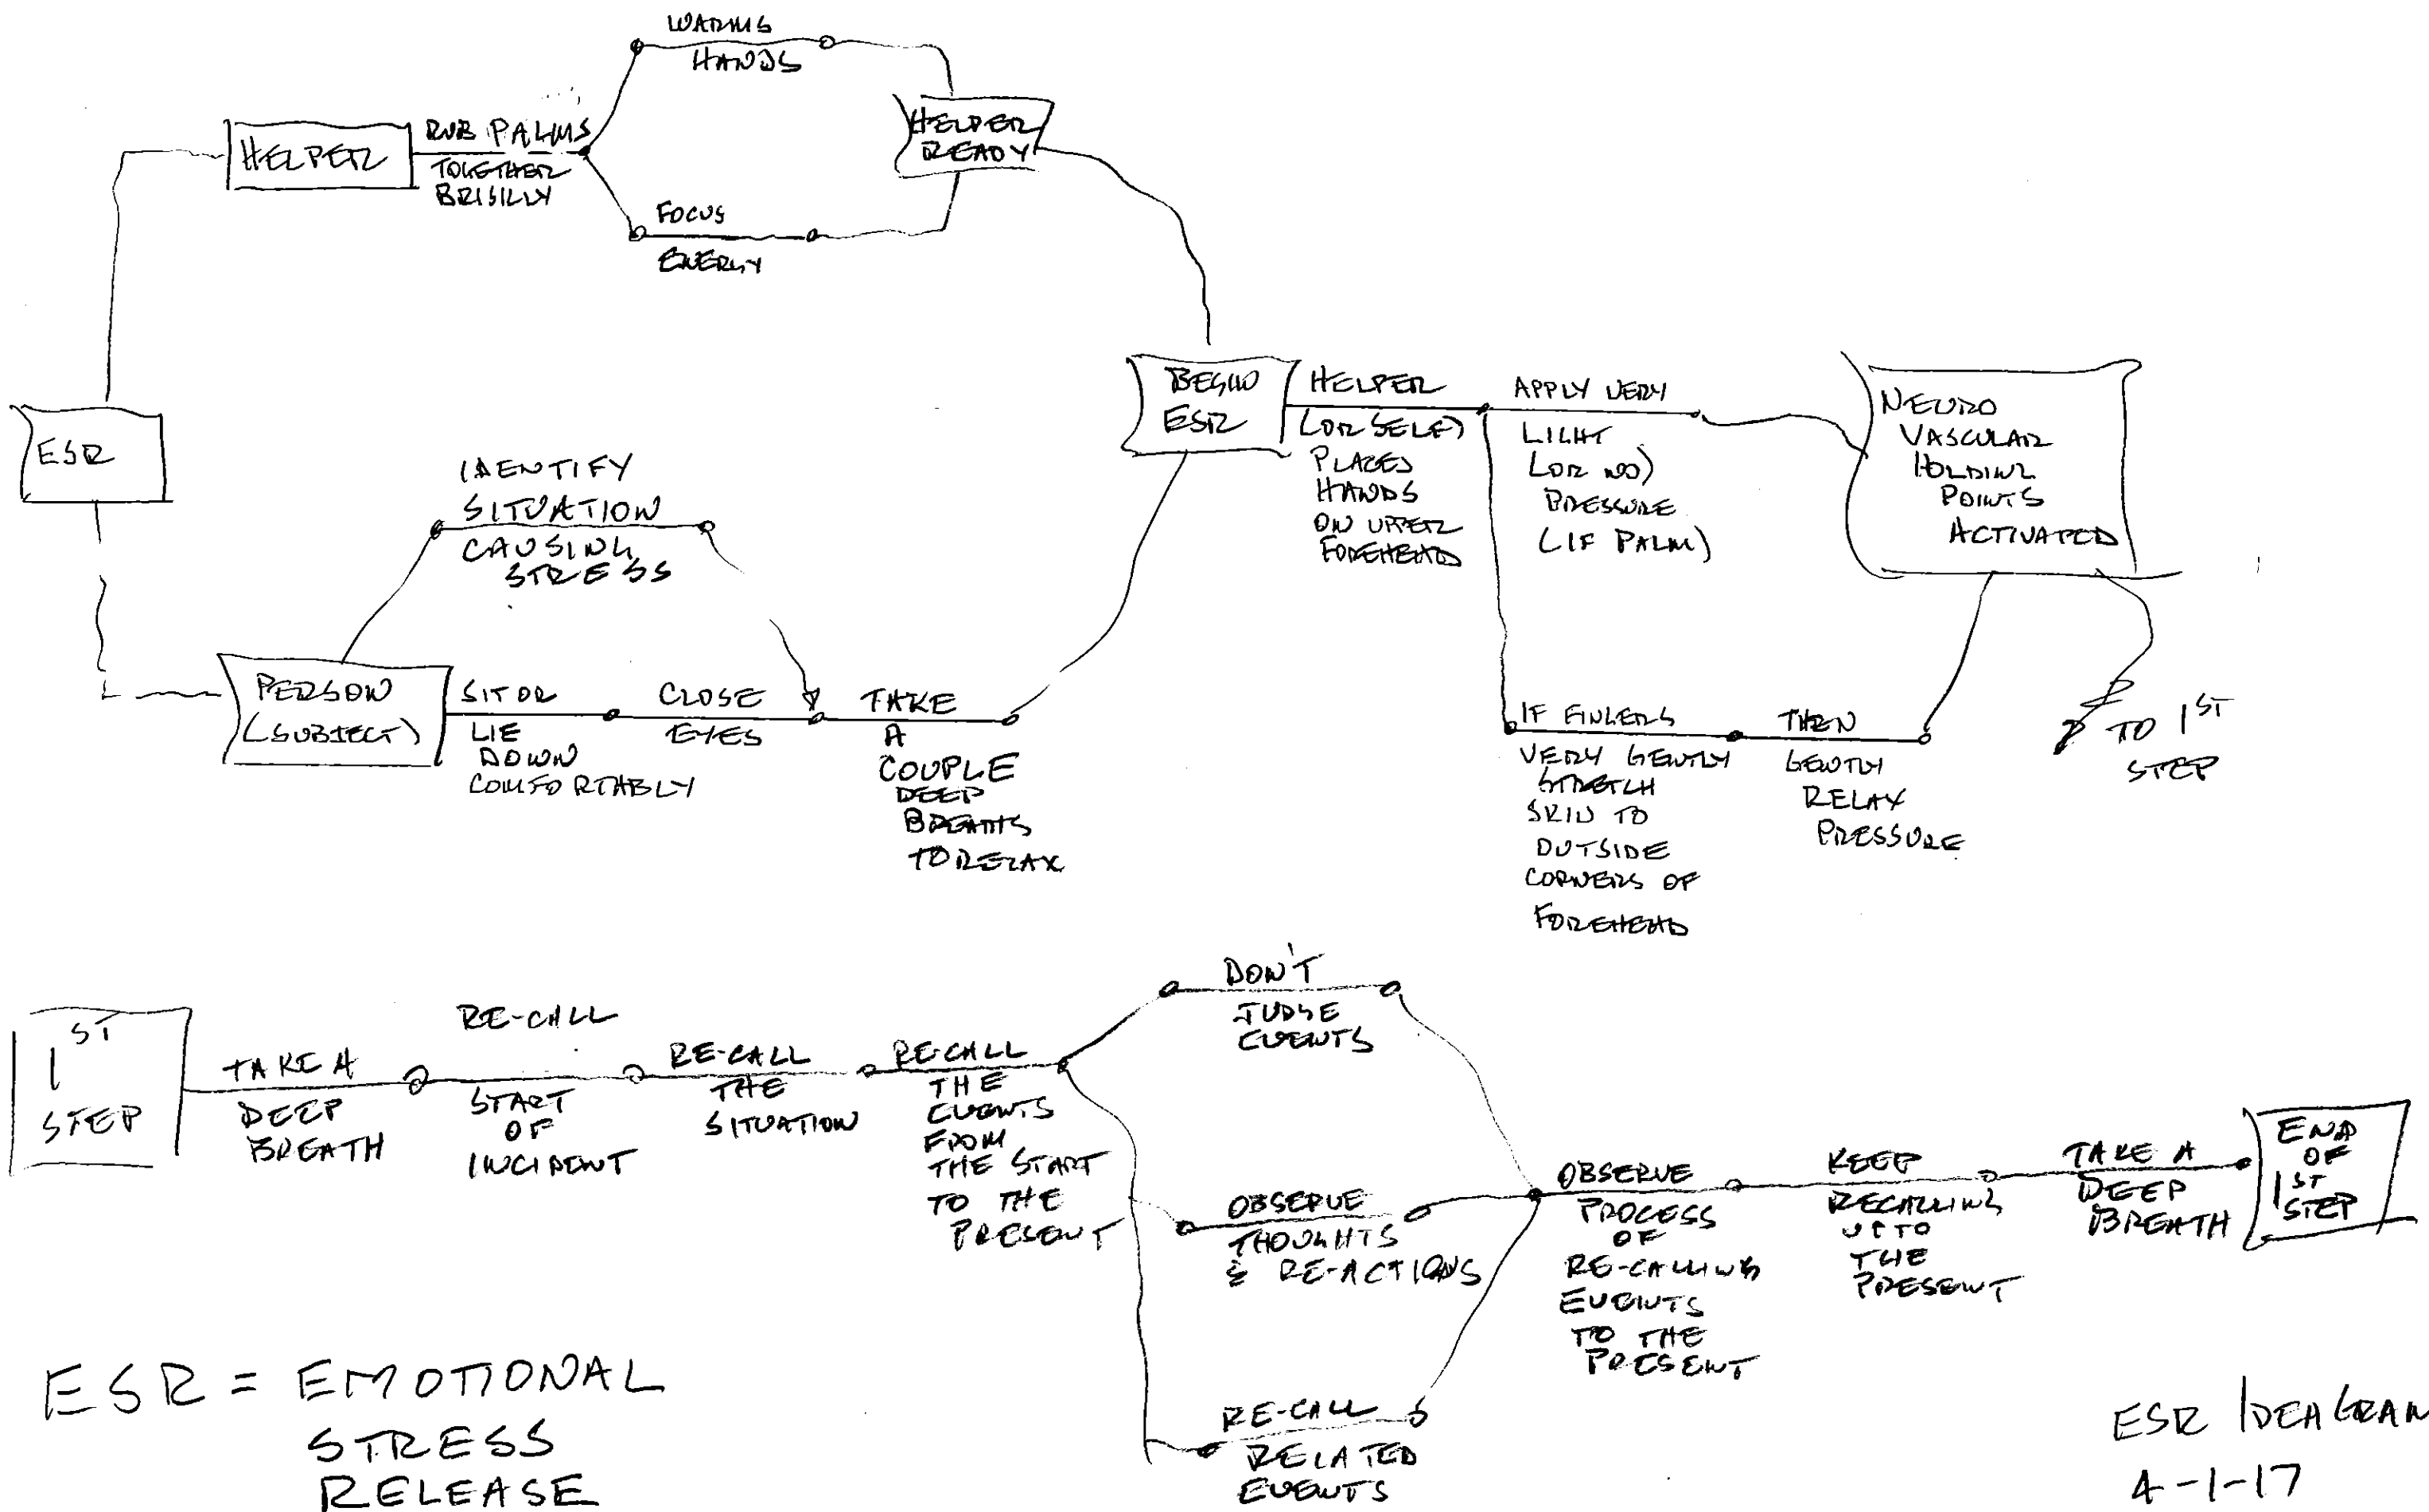 WARMS
HANDS
HELPER
RUB PALMS
TOGETHER
BRISILLY
HELPER
READY
FOCUS
ENERGY
ESR
IDENTIFY
SITUATION
CAUSING
STRESS
PERSON
(SUBJECT)
SIT OR
LIE
DOWN
COMFORTABLY
CLOSE
EYES
TAKE
A
COUPLE
DEEP
BREATHS
TO RELAX
BEGIN
ESR
HELPER
(OR SELF)
PLACES
HANDS
ON UPPER
FOREHEAD
APPLY VERY
LIGHT
(OR NO)
PRESSURE
(IF PALM)
NEURO
VASCULAR
HOLDING
POINTS
ACTIVATED
IF FINGERS
VERY GENTLY
STRETCH
SKIN TO
OUTSIDE
CORNERS OF
FOREHEAD
THEN
GENTLY
RELAX
PRESSURE
TO 1ST
STEP
1ST
STEP
TAKE A
DEEP
BREATH
RE-CALL
START
OF
INCIDENT
RE-CALL
THE
SITUATION
RE-CALL
THE
EVENTS
FROM
THE START
TO THE
PRESENT
DON'T
JUDGE
EVENTS
OBSERVE
THOUGHTS
& RE-ACTIONS
RE-CALL
RELATED
EVENTS
OBSERVE
PROCESS
OF
RE-CALLING
EVENTS
TO THE
PRESENT
KEEP
RECALLING
UP TO
THE
PRESENT
TAKE A
DEEP
BREATH
END
OF
1ST
STEP
ESR = EMOTIONAL
STRESS
RELEASE
ESR IDEAGRAM
4-1-17